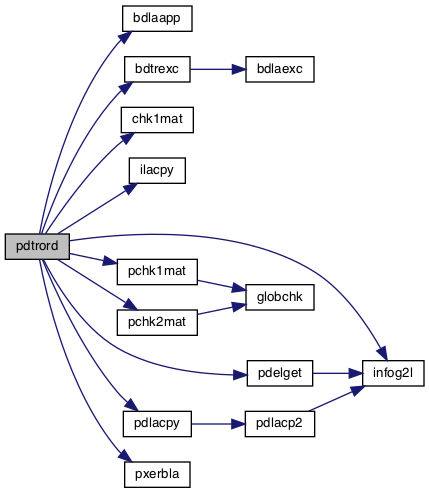 bdlaapp
bdtrexc
bdlaexc
chk1mat
ilacpy
pdtrord
pchk1mat
globchk
pchk2mat
pdelget
infog2l
pdlacpy
pdlacp2
pxerbla